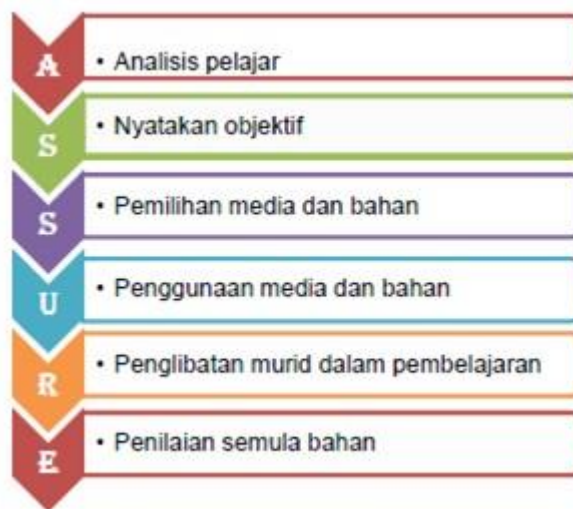 A
• Analisis pelajar
S
• Nyatakan objektif
S
• Pemilihan media dan bahan
U
• Penggunaan media dan bahan
R
• Penglibatan murid dalam pembelajaran
E
• Penilaian semula bahan